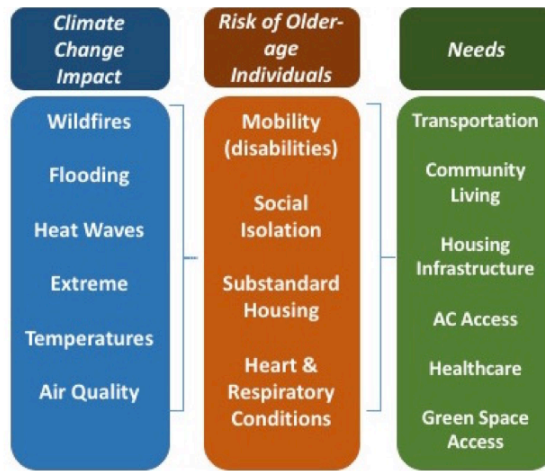 Climate
Change
Impact
Risk of Older-
age
Individuals
Needs
Wildfires
Flooding
Heat Waves
Extreme
Temperatures
Air Quality
Mobility
(disabilities)
Social
Isolation
Substandard
Housing
Heart &
Respiratory
Conditions
Transportation
Community
Living
Housing
Infrastructure
AC Access
Healthcare
Green Space
Access